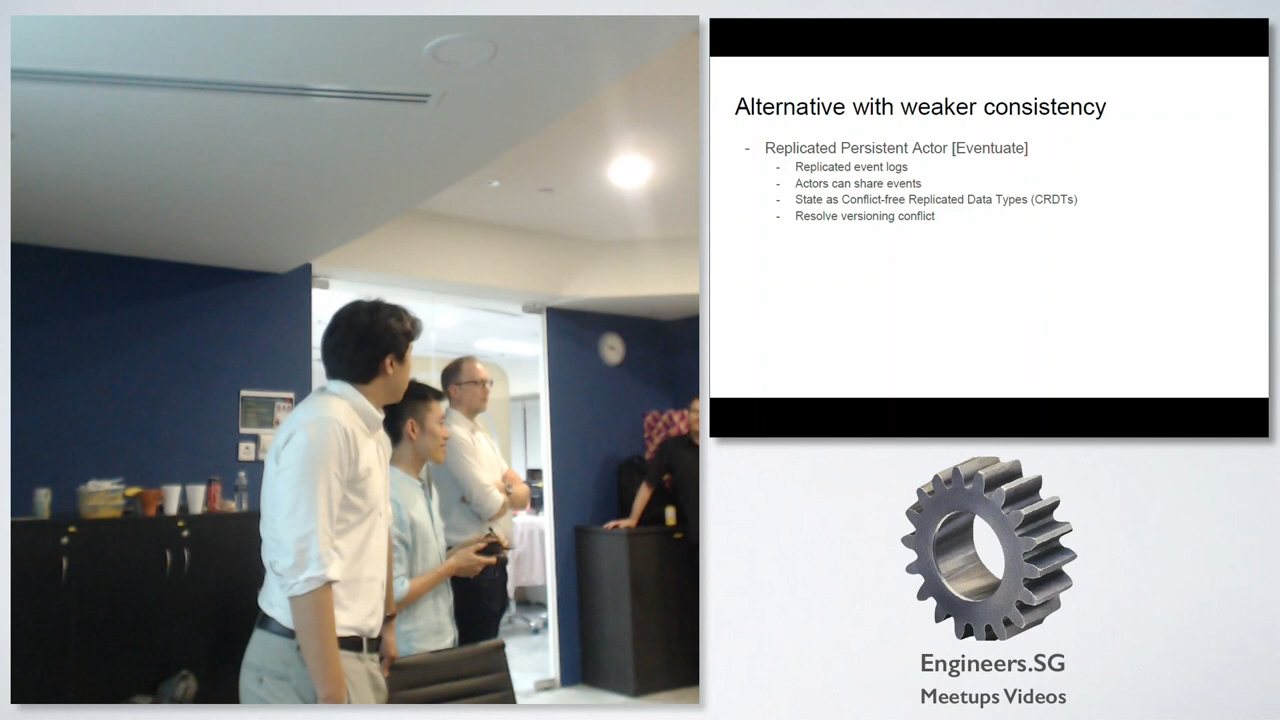 Alternative with weaker consistency
- Replicated Persistent Actor [Eventuate]
- Replicated event logs
- Actors can share events
- State as Conflict-free Replicated Data Types (CRDTs)
- Resolve versioning conflict
Engineers.SG
Meetups Videos